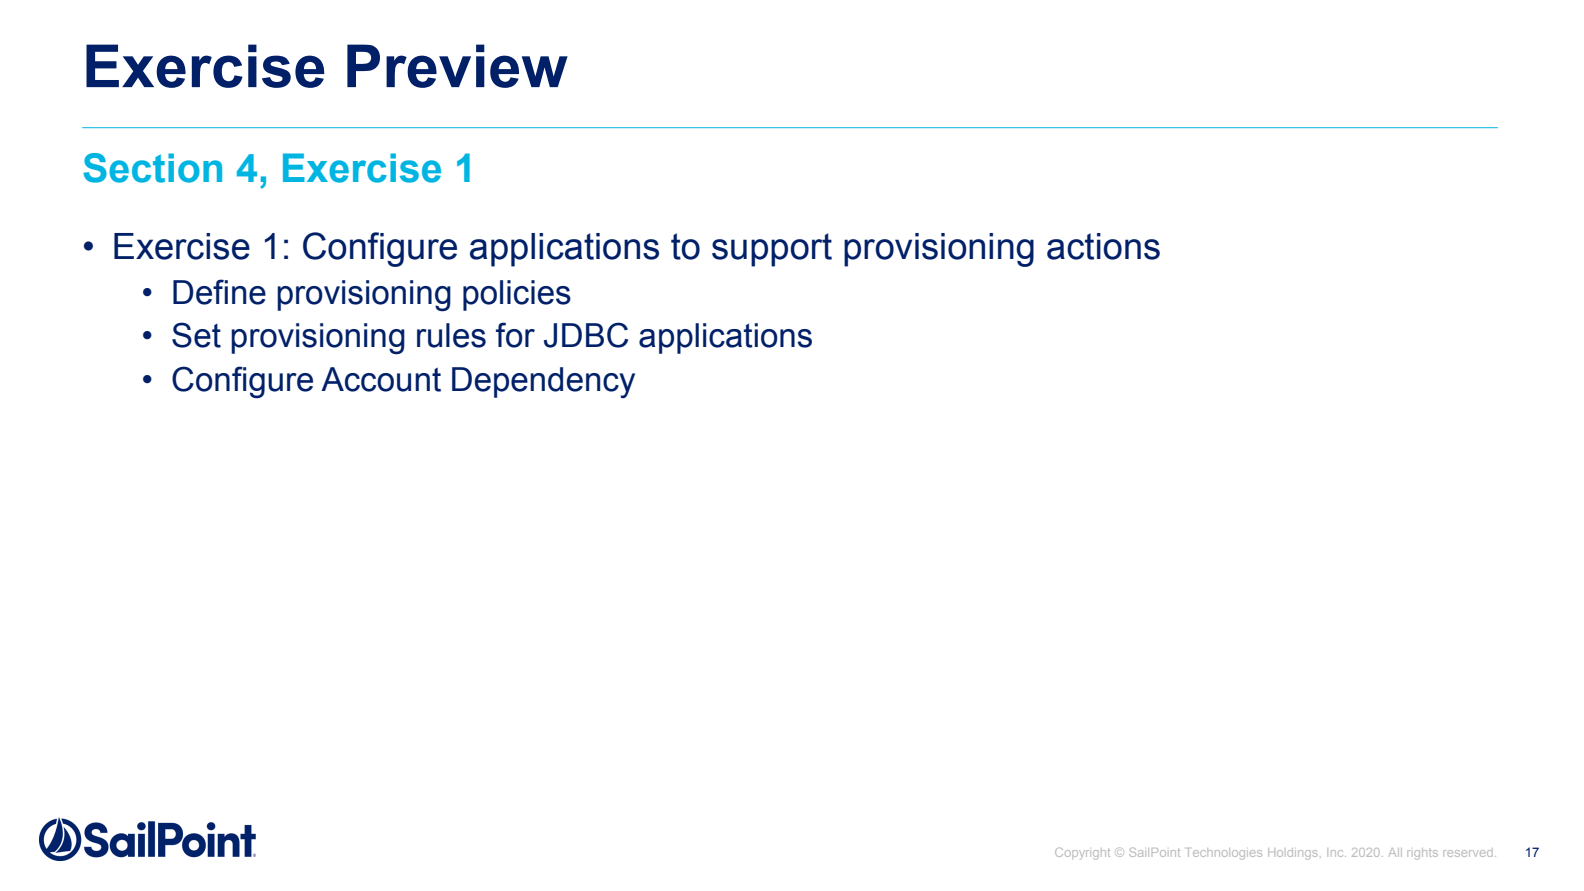 Exercise Preview
Section 4, Exercise 1
• Exercise 1: Configure applications to support provisioning actions
• Define provisioning policies
• Set provisioning rules for JDBC applications
• Configure Account Dependency
SailPoint
Copyright © SailPoint Technologies Holdings, Inc. 2020. All rights reserved. 17